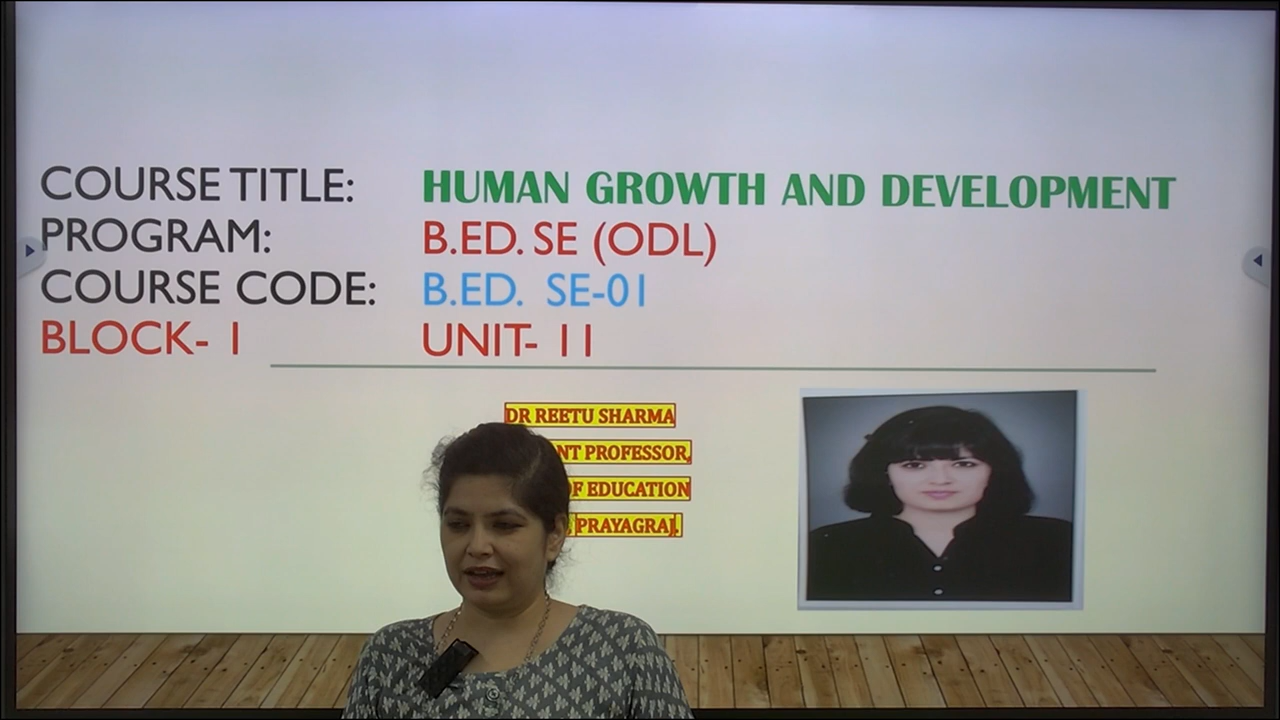 COURSE TITLE: HUMAN GROWTH AND DEVELOPMENT
PROGRAM: B.ED. SE (ODL)
COURSE CODE: B.ED. SE-01
BLOCK- 1 UNIT- 11
DR REETU SHARMA
PROFESSOR,
EDUCATION
PRAYAGRAJ.